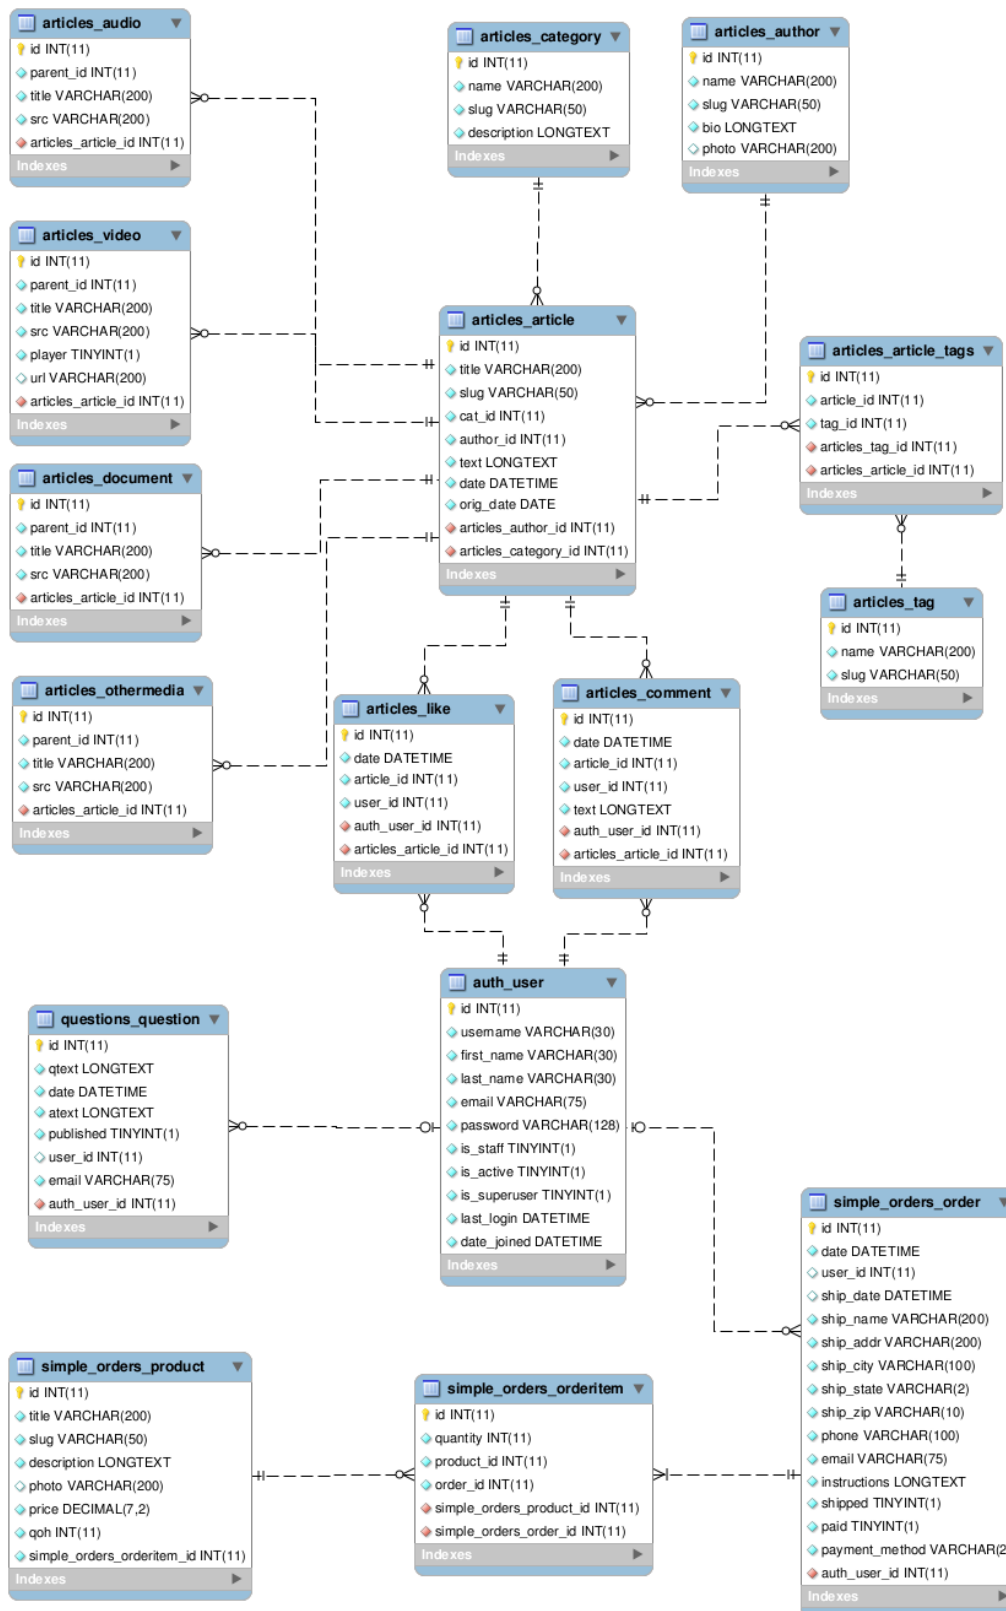 articles_audio
id INT(11)
parent_id INT(11)
title VARCHAR(200)
src VARCHAR(200)
articles_article_id INT(11)
Indexes
articles_category
id INT(11)
name VARCHAR(200)
slug VARCHAR(50)
description LONGTEXT
Indexes
articles_author
id INT(11)
name VARCHAR(200)
slug VARCHAR(50)
bio LONGTEXT
photo VARCHAR(200)
Indexes
articles_video
id INT(11)
parent_id INT(11)
title VARCHAR(200)
src VARCHAR(200)
player TINYINT(1)
url VARCHAR(200)
articles_article_id INT(11)
Indexes
articles_article
id INT(11)
title VARCHAR(200)
slug VARCHAR(50)
cat_id INT(11)
author_id INT(11)
text LONGTEXT
date DATETIME
orig_date DATE
articles_author_id INT(11)
articles_category_id INT(11)
Indexes
articles_article_tags
id INT(11)
article_id INT(11)
tag_id INT(11)
articles_tag_id INT(11)
articles_article_id INT(11)
Indexes
articles_document
id INT(11)
parent_id INT(11)
title VARCHAR(200)
src VARCHAR(200)
articles_article_id INT(11)
Indexes
articles_tag
id INT(11)
name VARCHAR(200)
slug VARCHAR(50)
Indexes
articles_othermedia
id INT(11)
parent_id INT(11)
title VARCHAR(200)
src VARCHAR(200)
articles_article_id INT(11)
Indexes
articles_like
id INT(11)
date DATETIME
article_id INT(11)
user_id INT(11)
auth_user_id INT(11)
articles_article_id INT(11)
Indexes
articles_comment
id INT(11)
date DATETIME
article_id INT(11)
user_id INT(11)
text LONGTEXT
auth_user_id INT(11)
articles_article_id INT(11)
Indexes
auth_user
id INT(11)
username VARCHAR(30)
first_name VARCHAR(30)
last_name VARCHAR(30)
email VARCHAR(75)
password VARCHAR(128)
is_staff TINYINT(1)
is_active TINYINT(1)
is_superuser TINYINT(1)
last_login DATETIME
date_joined DATETIME
Indexes
questions_question
id INT(11)
qtext LONGTEXT
date DATETIME
atext LONGTEXT
published TINYINT(1)
user_id INT(11)
email VARCHAR(75)
auth_user_id INT(11)
Indexes
simple_orders_order
id INT(11)
date DATETIME
user_id INT(11)
ship_date DATETIME
ship_name VARCHAR(200)
ship_addr VARCHAR(200)
ship_city VARCHAR(100)
ship_state VARCHAR(2)
ship_zip VARCHAR(10)
phone VARCHAR(100)
email VARCHAR(75)
instructions LONGTEXT
shipped TINYINT(1)
paid TINYINT(1)
payment_method VARCHAR(2
auth_user_id INT(11)
Indexes
simple_orders_product
id INT(11)
title VARCHAR(200)
slug VARCHAR(50)
description LONGTEXT
photo VARCHAR(200)
price DECIMAL(7,2)
qoh INT(11)
simple_orders_orderitem_id INT(11)
Indexes
simple_orders_orderitem
id INT(11)
quantity INT(11)
product_id INT(11)
order_id INT(11)
simple_orders_product_id INT(11)
simple_orders_order_id INT(11)
Indexes